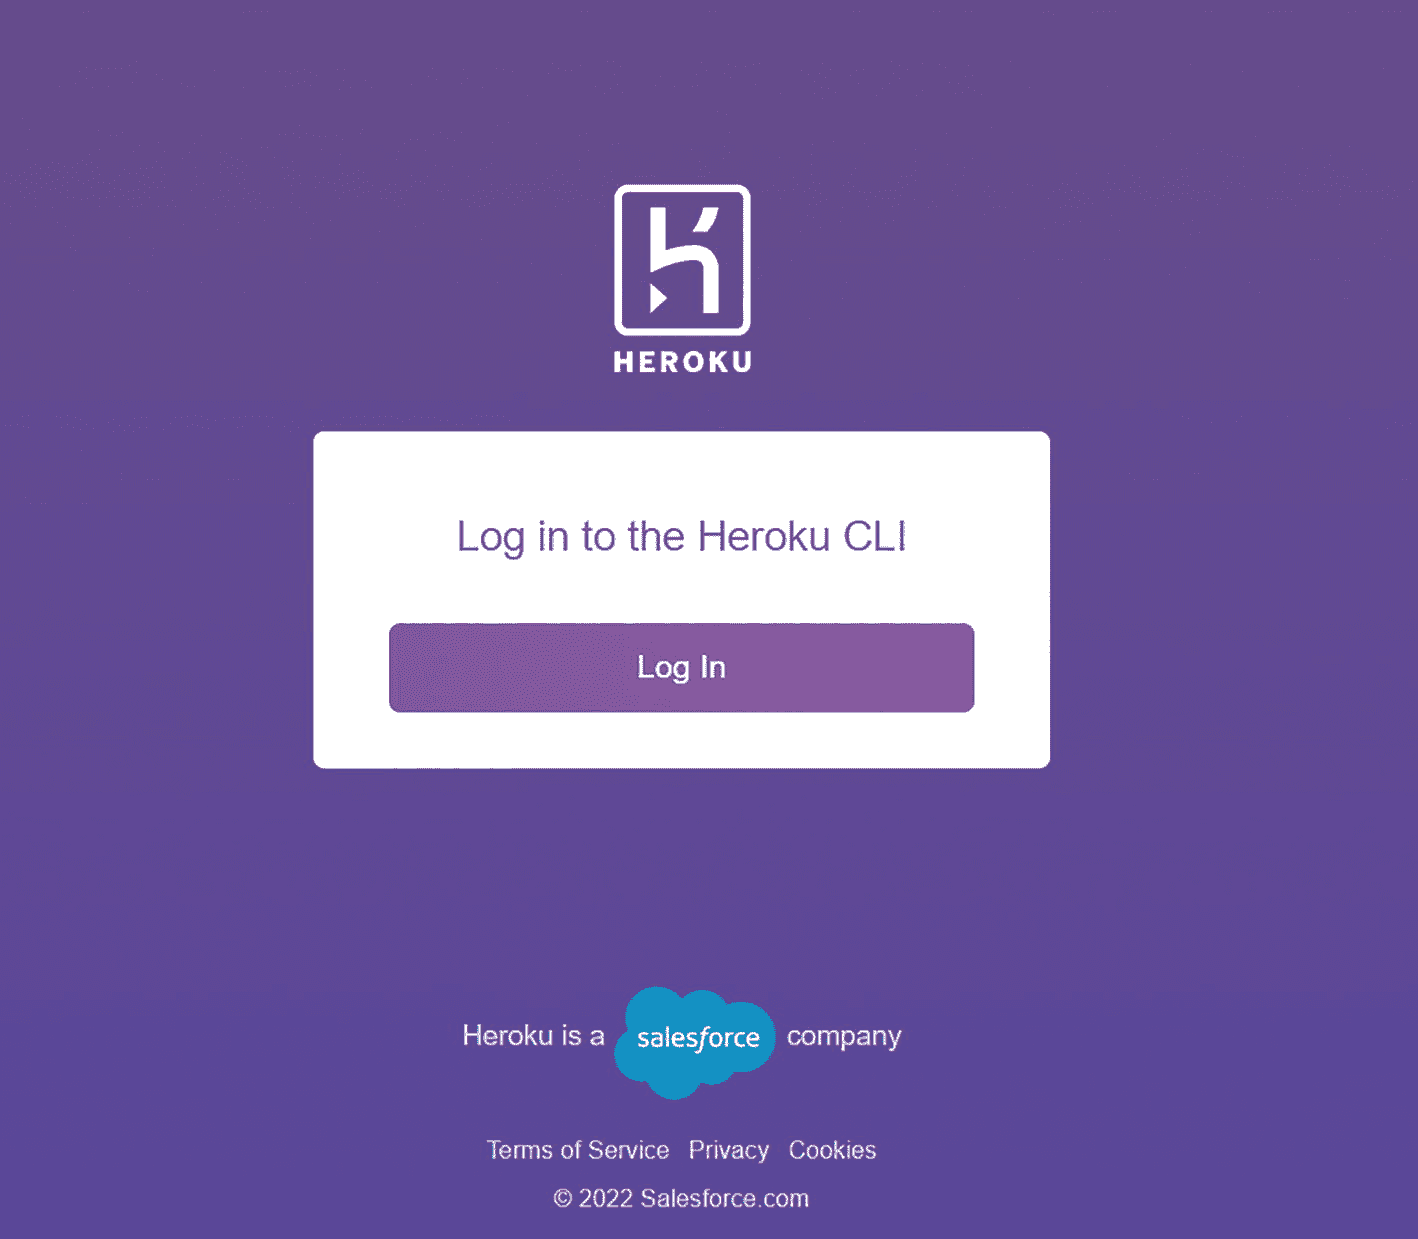 HEROKU
Log in to the Heroku CLI
Log In
Heroku is a salesforce company
Terms of Service Privacy Cookies
© 2022 Salesforce.com